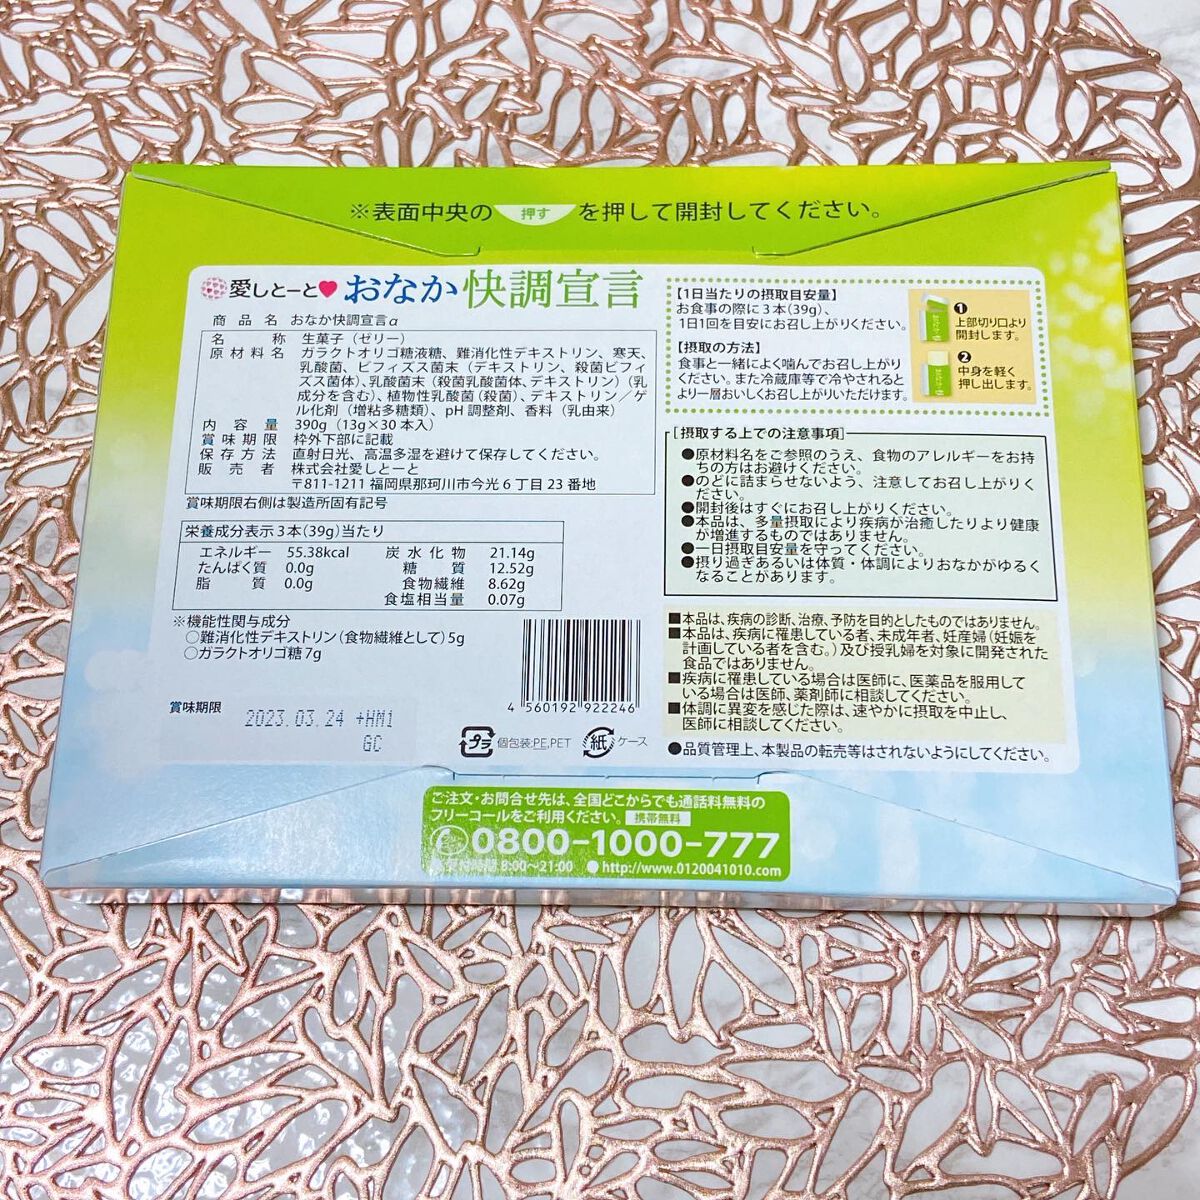 ※表面中央の 押す を押して開封してください。
愛しとーと おなか快調宣言
商品名 おなか快調宣言α
名称 生菓子（ゼリー）
原材料名 ガラクトオリゴ糖液糖、難消化性デキストリン、寒天、
乳酸菌、ビフィズス菌末（デキストリン、殺菌ビフィ
ズス菌体）、乳酸菌末（殺菌乳酸菌体、デキストリン）（乳
成分を含む）、植物性乳酸菌（殺菌）、デキストリン／ゲ
ル化剤（増粘多糖類）、pH調整剤、香料（乳由来）
内容量 390g（13g×30本入）
賞味期限 枠外下部に記載
保存方法 直射日光、高温多湿を避けて保存してください。
販売者 株式会社愛しとーと
〒811-1211 福岡県那珂川市今光6丁目23番地
賞味期限右側は製造所固有記号
栄養成分表示3本（39g）当たり
エネルギー 55.38kcal 炭水化物 21.14g
たんぱく質 0.0g 糖質 12.52g
脂質 0.0g 食物繊維 8.62g
食塩相当量 0.07g
※機能性関与成分
○難消化性デキストリン（食物繊維として）5g
○ガラクトオリゴ糖7g
賞味期限
2023.03.24 +HM1
GC
4 560192 922246
プラ 個包装:PE,PET 紙 ケース
【1日当たりの摂取目安量】
お食事の際に3本（39g）、
1日1回を目安にお召し上がりください。
【摂取の方法】
食事と一緒によく噛んでお召し上がり
ください。また冷蔵庫等で冷やされると
より一層おいしくお召し上がりいただけます。
1
上部切り口より
開封します。
2
中身を軽く
押し出します。
［摂取する上での注意事項］
●原材料名をご参照のうえ、食物のアレルギーをお持
ちの方はお避けください。
●のどに詰まらせないよう、注意してお召し上がりく
ださい。
●開封後はすぐにお召し上がりください。
●本品は、多量摂取により疾病が治癒したりより健康
が増進するものではありません。
●一日摂取目安量を守ってください。
●摂り過ぎあるいは体質・体調によりおなかがゆるく
なることがあります。
■本品は、疾病の診断、治療、予防を目的としたものではありません。
■本品は、疾病に罹患している者、未成年者、妊産婦（妊娠を
計画している者を含む。）及び授乳婦を対象に開発された
食品ではありません。
■疾病に罹患している場合は医師に、医薬品を服用して
いる場合は医師、薬剤師に相談してください。
■体調に異変を感じた際は、速やかに摂取を中止し、
医師に相談してください。
●品質管理上、本製品の転売等はされないようにしてください。
ご注文・お問合せ先は、全国どこからでも通話料無料の
フリーコールをご利用ください。 携帯無料
0800-1000-777
8:00～21:00 ●http://www.0120041010.com